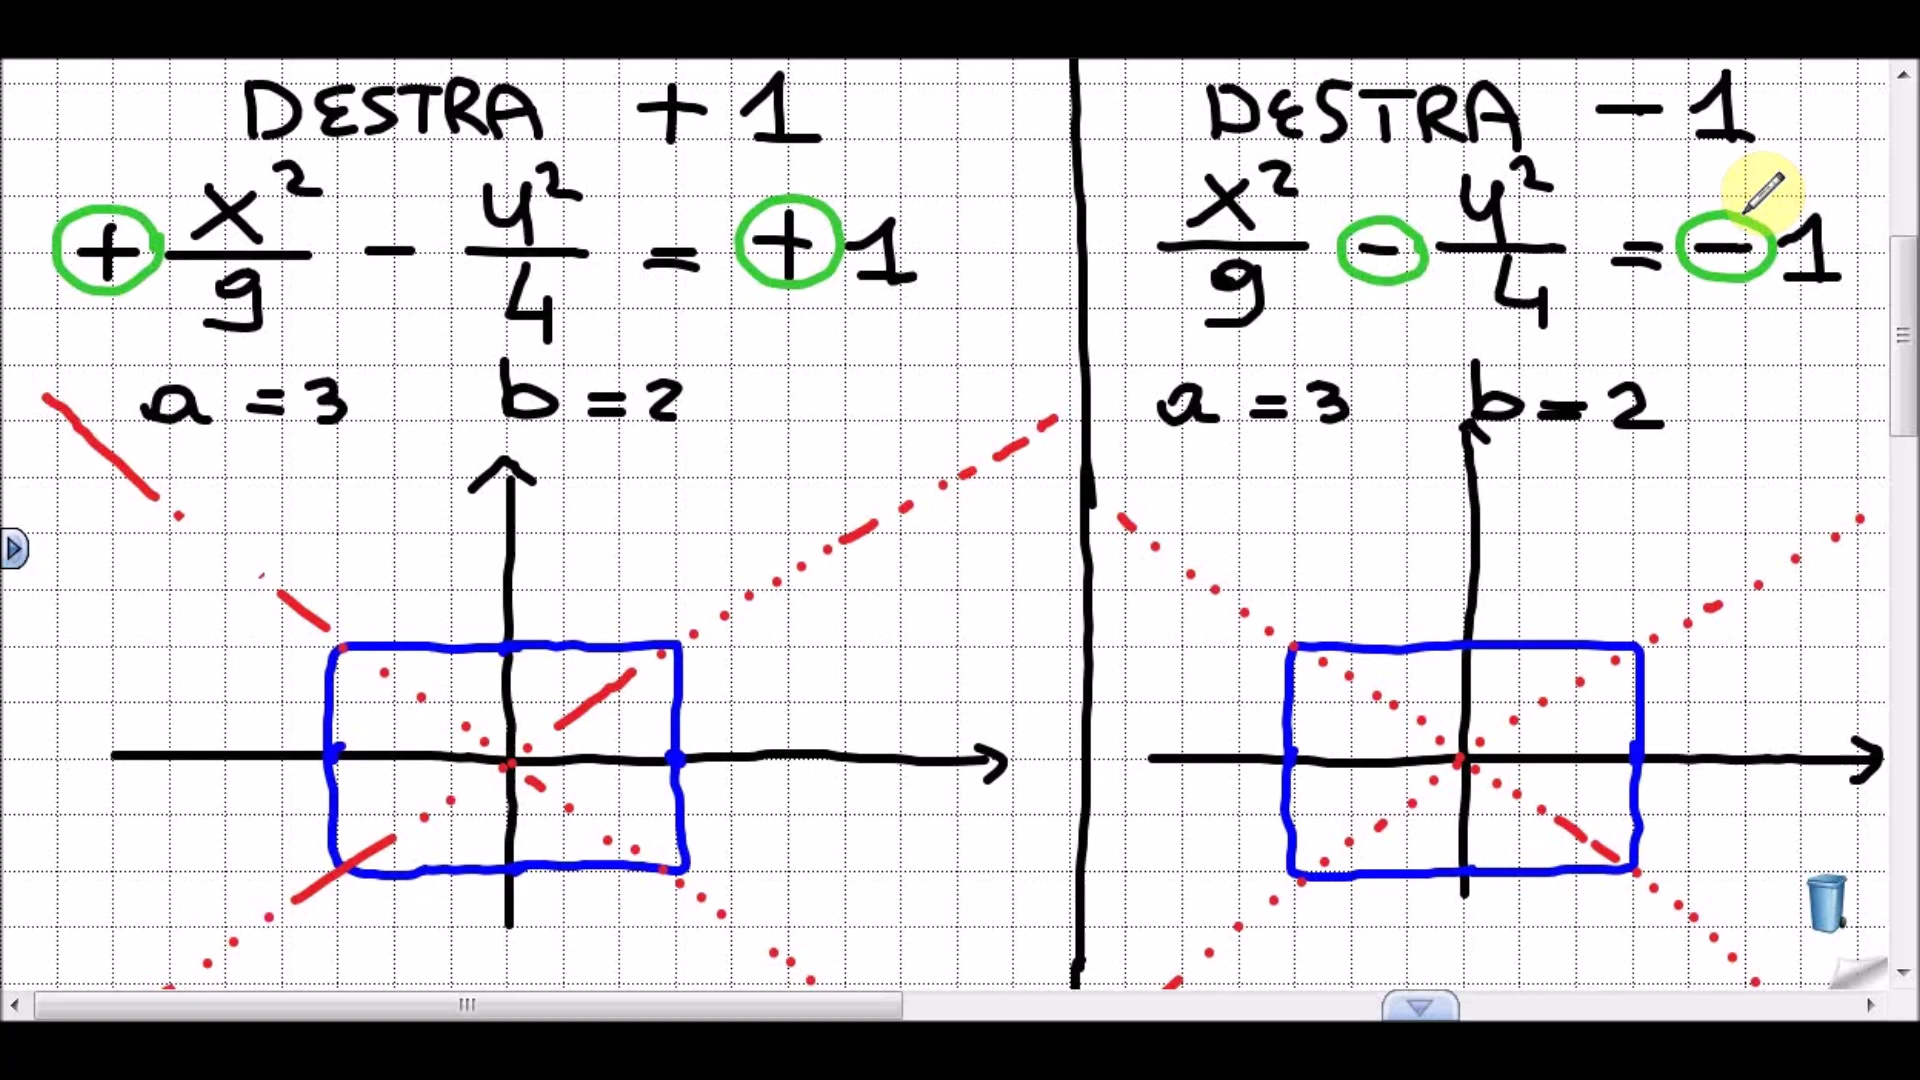 DESTRA + 1
+ x²/9 - y²/4 = + 1
a = 3 b = 2
DESTRA - 1
x²/9 - y²/4 = - 1
a = 3 b = 2